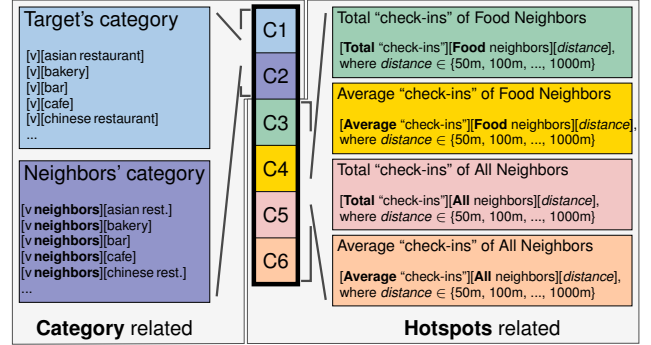 Target's category
[v][asian restaurant]
[v][bakery]
[v][bar]
[v][cafe]
[v][chinese restaurant]
...
Neighbors' category
[v neighbors][asian rest.]
[v neighbors][bakery]
[v neighbors][bar]
[v neighbors][cafe]
[v neighbors][chinese rest.]
...
Category related
C1
C2
C3
C4
C5
C6
Total “check-ins” of Food Neighbors
[Total “check-ins”][Food neighbors][distance],
where distance ∈ {50m, 100m, ..., 1000m}
Average “check-ins” of Food Neighbors
[Average “check-ins”][Food neighbors][distance],
where distance ∈ {50m, 100m, ..., 1000m}
Total “check-ins” of All Neighbors
[Total “check-ins”][All neighbors][distance],
where distance ∈ {50m, 100m, ..., 1000m}
Average “check-ins” of All Neighbors
[Average “check-ins”][All neighbors][distance],
where distance ∈ {50m, 100m, ..., 1000m}
Hotspots related